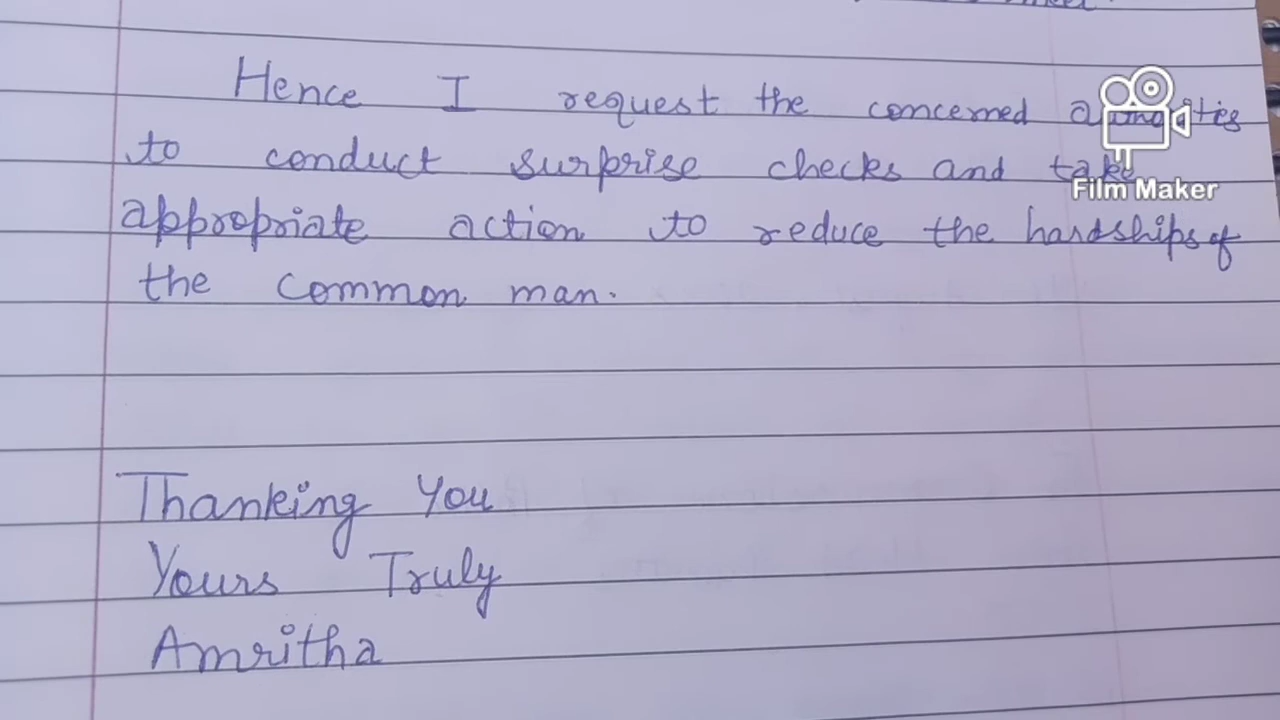 Hence I request the concerned
to conduct surprise checks and take
appropriate action to reduce the hardships of
the common man.
Thanking You
Yours Truly
Amritha
Film Maker